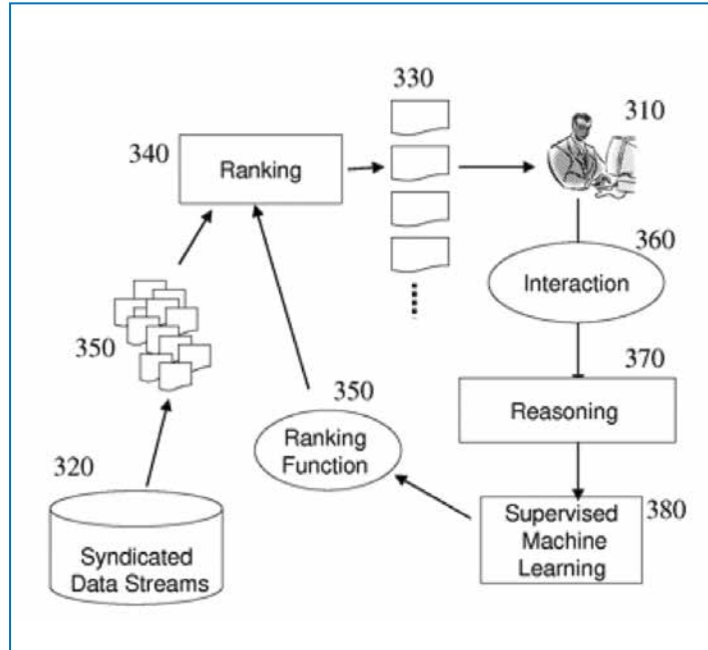 330
310
340
Ranking
360
Interaction
350
370
350
Reasoning
Ranking
Function
320
380
Supervised
Machine
Learning
Syndicated
Data Streams